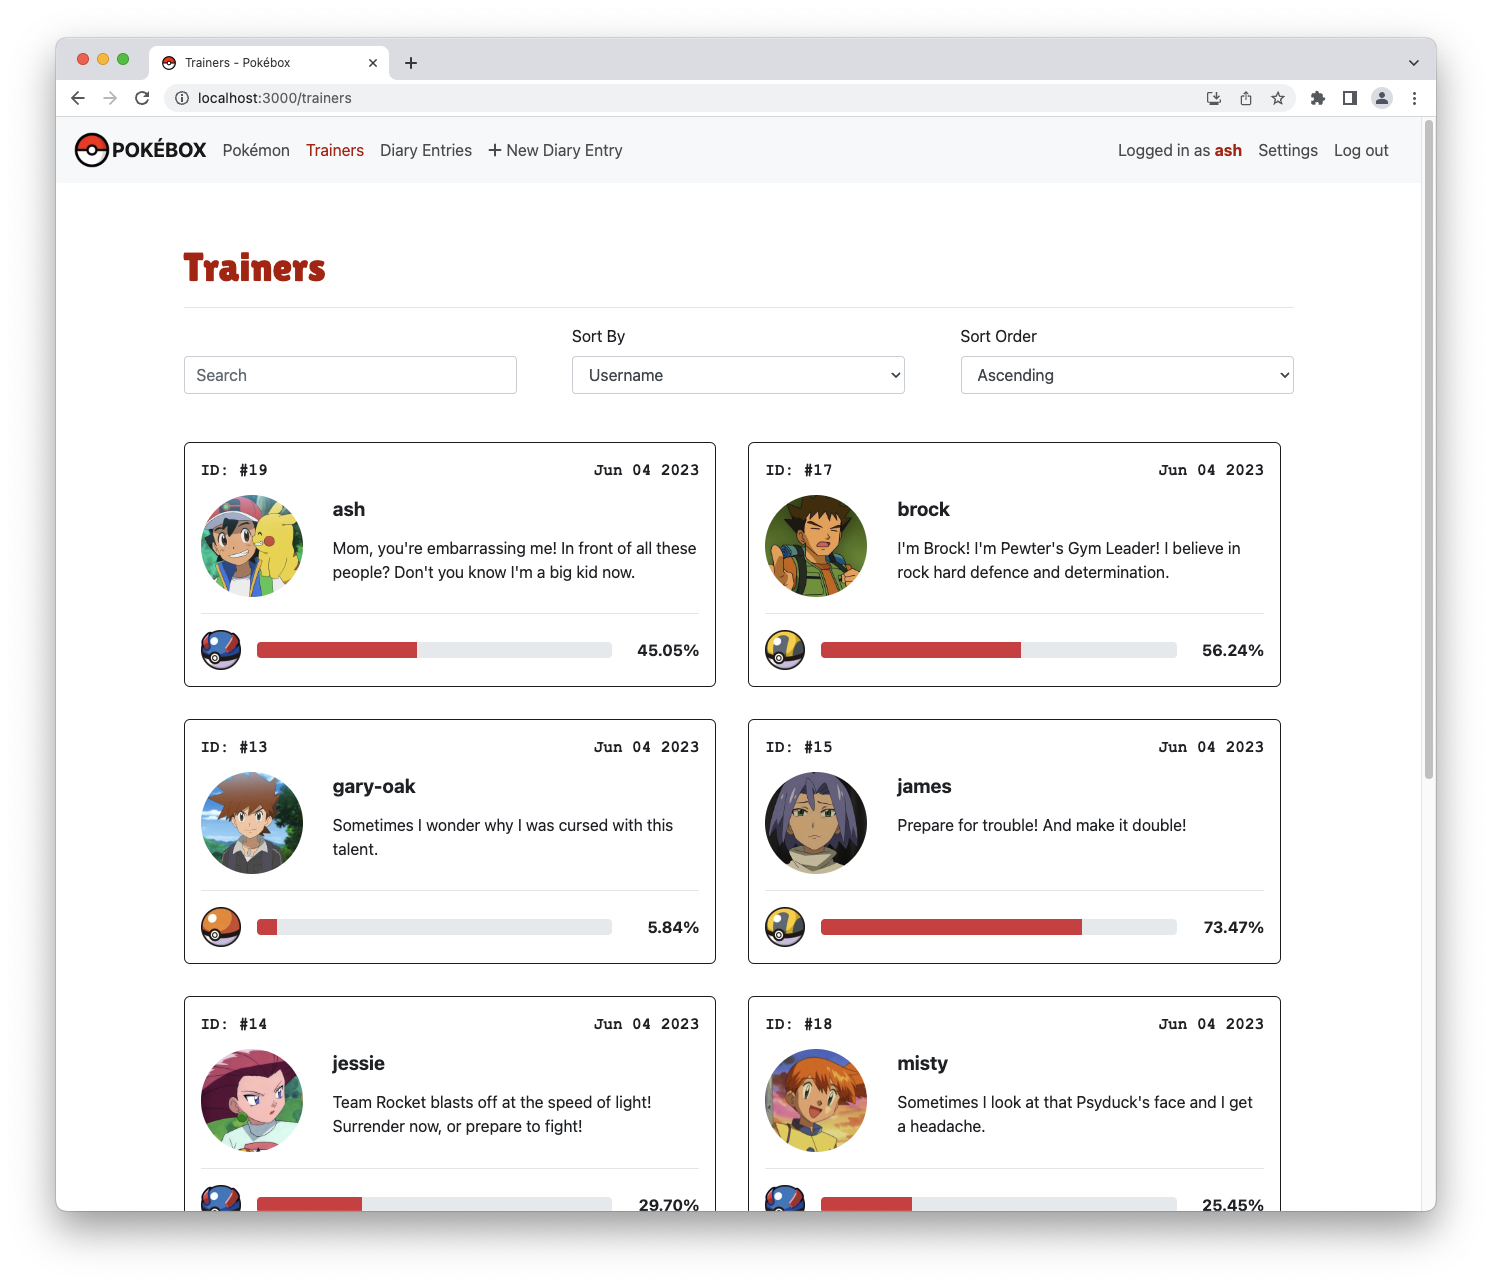 Trainers - Pokébox
localhost:3000/trainers
POKÉBOX Pokémon Trainers Diary Entries + New Diary Entry Logged in as ash Settings Log out
Trainers
Sort By Sort Order
Search Username Ascending
ID: #19 Jun 04 2023
ash
Mom, you're embarrassing me! In front of all these
people? Don't you know I'm a big kid now.
45.05%
ID: #17 Jun 04 2023
brock
I'm Brock! I'm Pewter's Gym Leader! I believe in
rock hard defence and determination.
56.24%
ID: #13 Jun 04 2023
gary-oak
Sometimes I wonder why I was cursed with this
talent.
5.84%
ID: #15 Jun 04 2023
james
Prepare for trouble! And make it double!
73.47%
ID: #14 Jun 04 2023
jessie
Team Rocket blasts off at the speed of light!
Surrender now, or prepare to fight!
29.70%
ID: #18 Jun 04 2023
misty
Sometimes I look at that Psyduck's face and I get
a headache.
25.45%